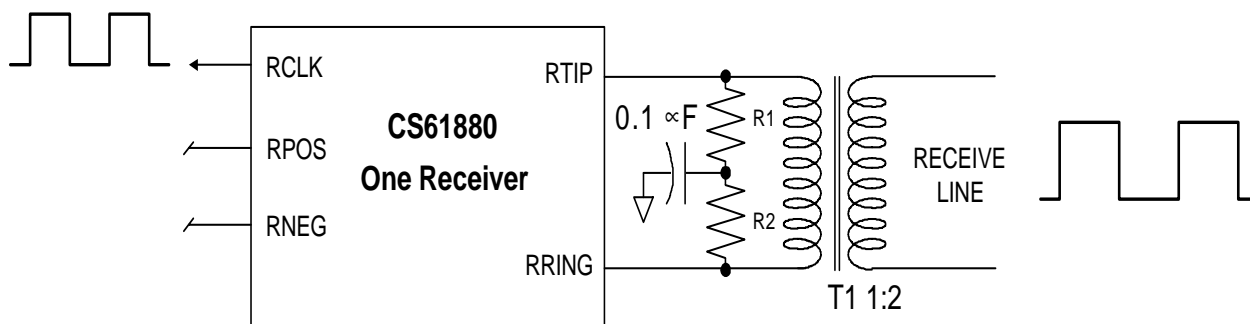 RCLK
RTIP
0.1 ∝F
R1
CS61880
One Receiver
RPOS
RECEIVE
LINE
RNEG
R2
RRING
T1 1:2